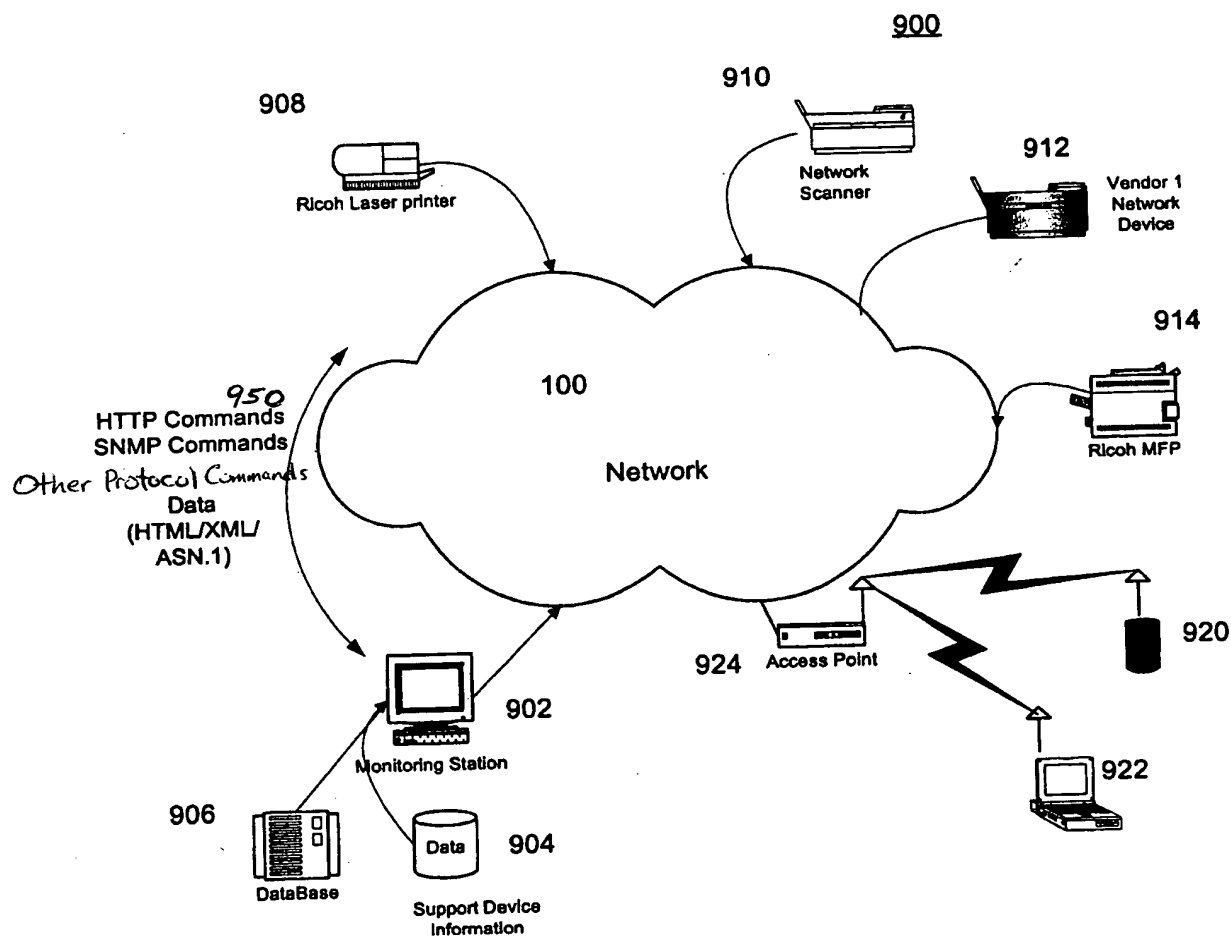 900
908
910
912
Ricoh Laser printer
Network
Scanner
Vendor 1
Network
Device
914
100
950
HTTP Commands
SNMP Commands
Other Protocol Commands
Data
(HTML/XML/
ASN.1)
Network
Ricoh MFP
920
924
Access Point
902
Monitoring Station
922
906
Data
904
DataBase
Support Device
Information